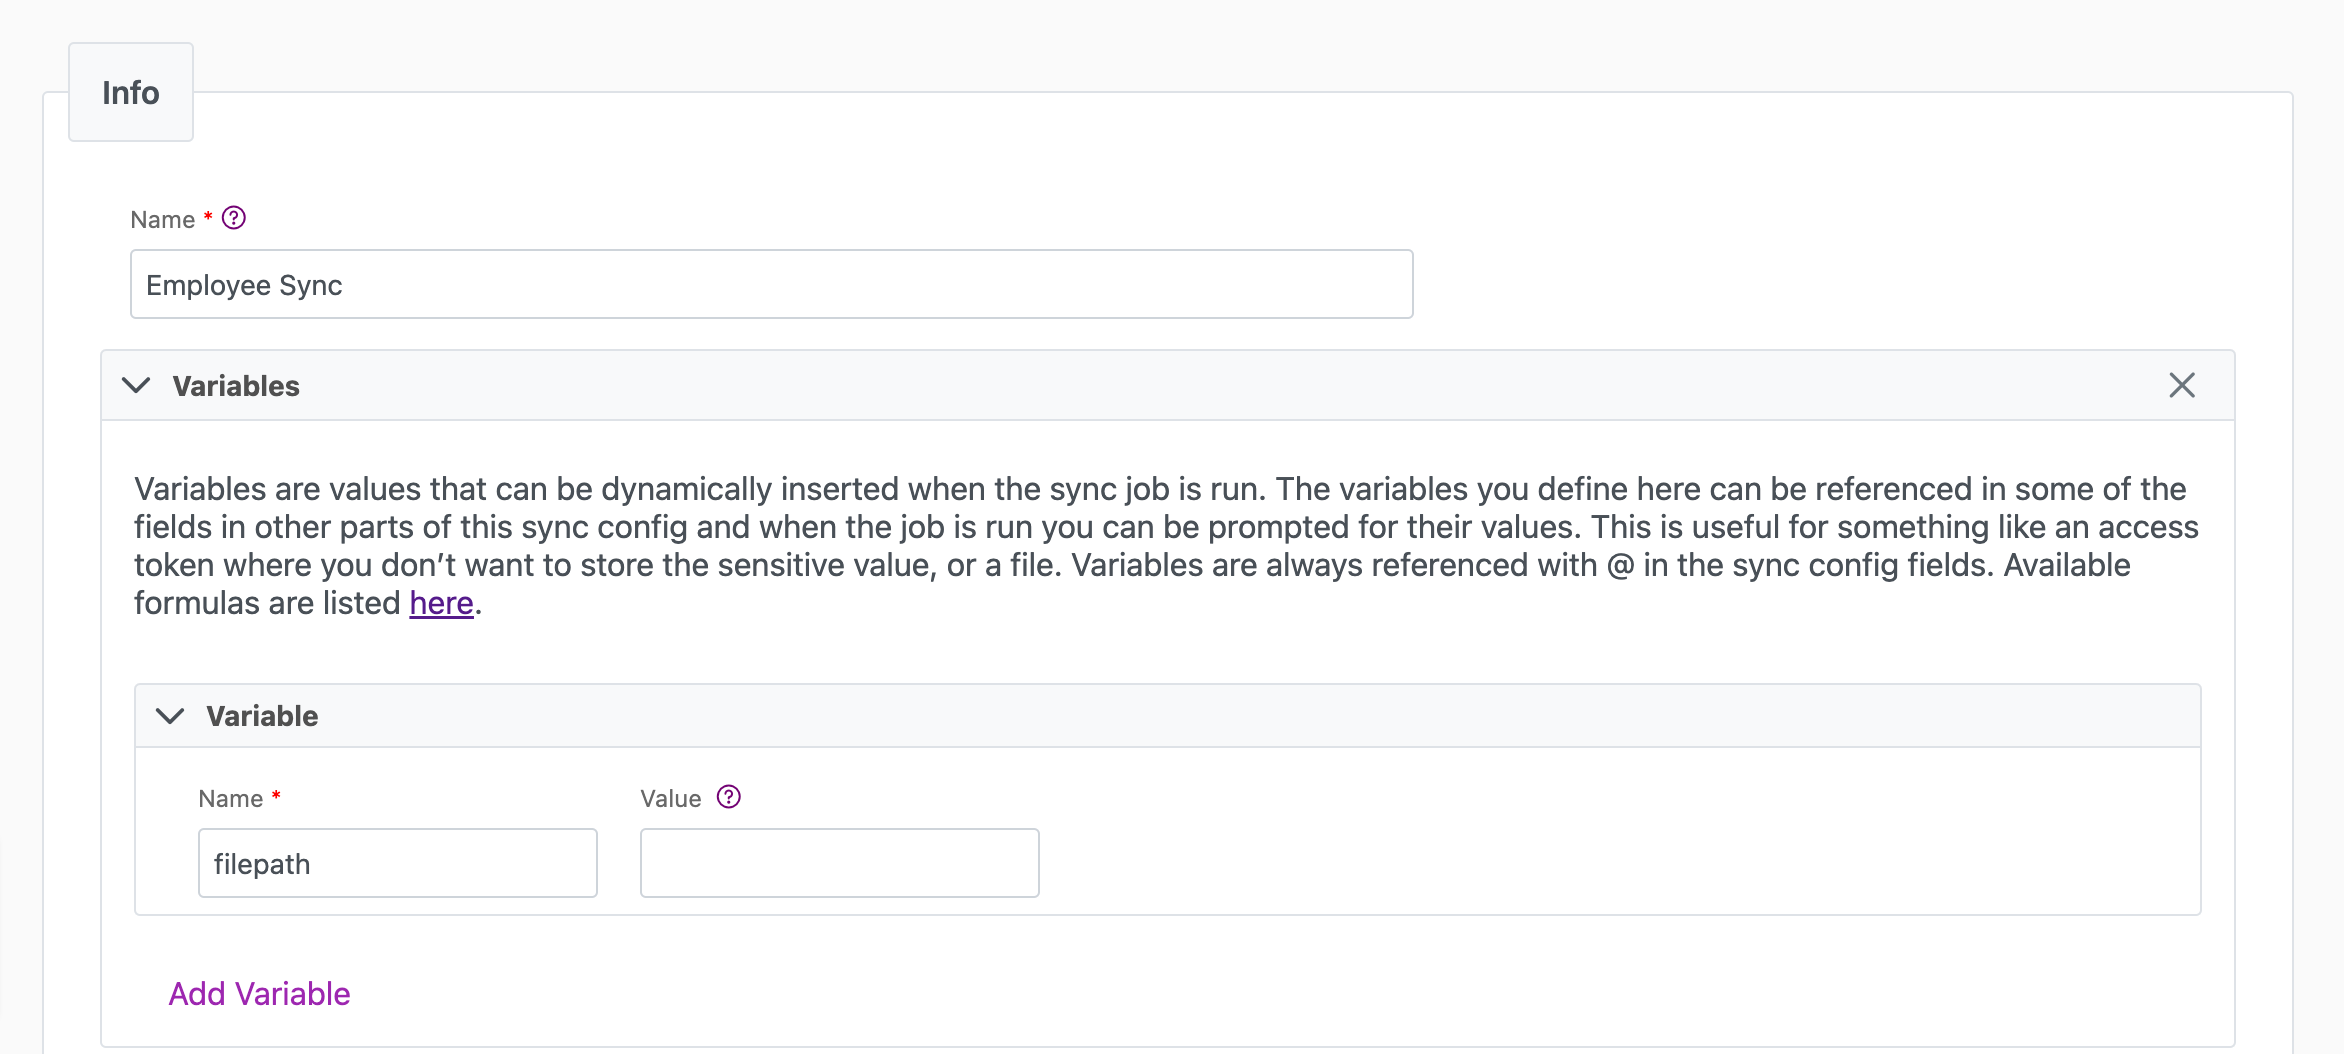 Info
Name *
Employee Sync
Variables
Variables are values that can be dynamically inserted when the sync job is run. The variables you define here can be referenced in some of the
fields in other parts of this sync config and when the job is run you can be prompted for their values. This is useful for something like an access
token where you don’t want to store the sensitive value, or a file. Variables are always referenced with @ in the sync config fields. Available
formulas are listed here.
Variable
Name * Value
filepath
Add Variable